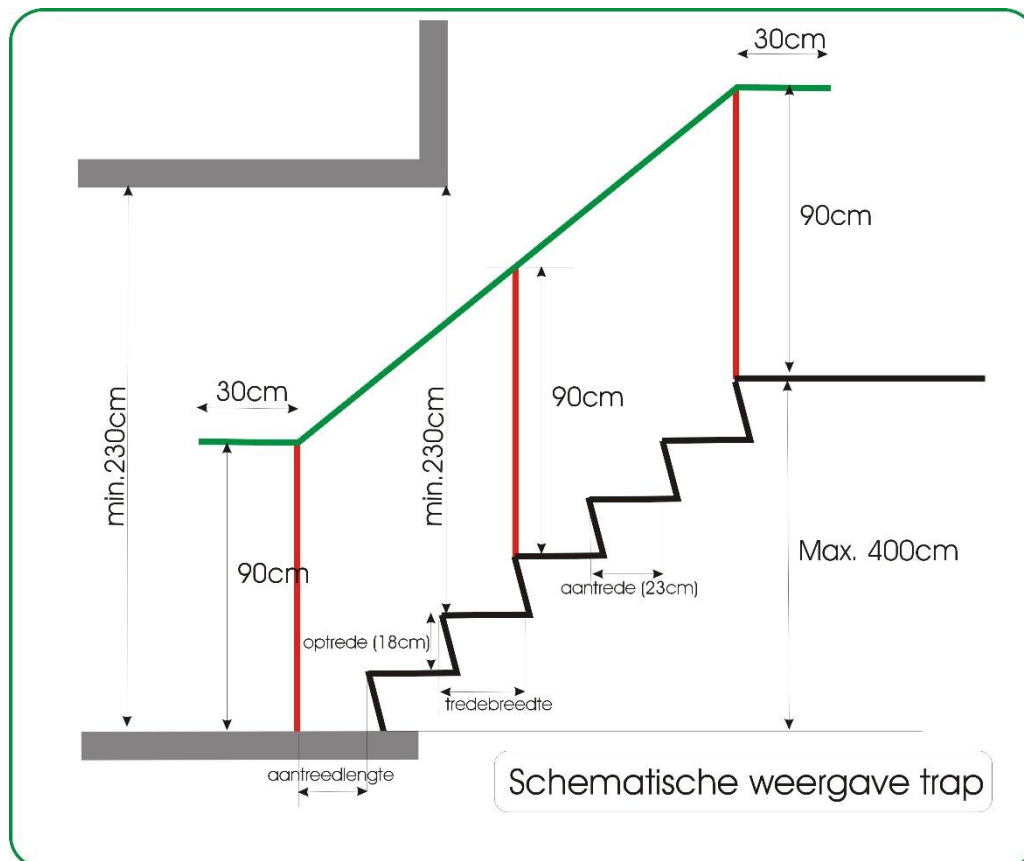 30cm
90cm
30cm
min.230cm
min.230cm
90cm
90cm
Max. 400cm
aantrede (23cm)
optrede (18cm)
tredebreedte
aantreedlengte
Schematische weergave trap